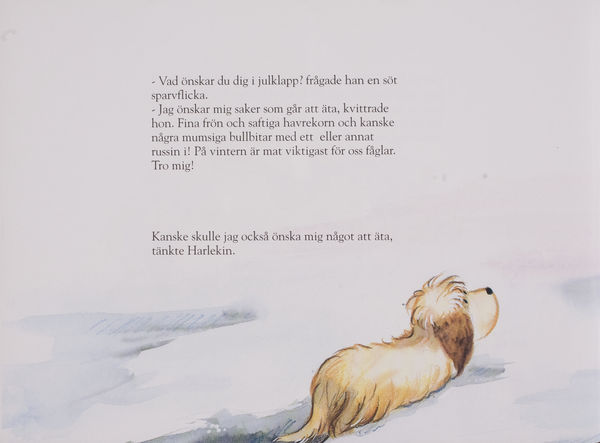 - Vad önskar du dig i julklapp? frågade han en söt
sparvflicka.
- Jag önskar mig saker som går att äta, kvittrade
hon. Fina frön och saftiga havrekorn och kanske
några mumsiga bullbitar med ett  eller annat
russin i! På vintern är mat viktigast för oss fåglar.
Tro mig!
Kanske skulle jag också önska mig något att äta,
tänkte Harlekin.